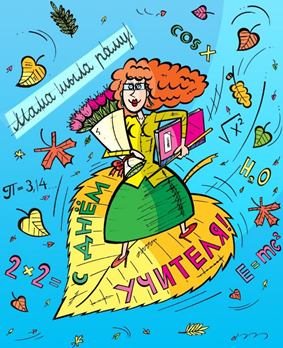 Мама мыла раму.
cos x
√x²
H₂O
π=3,14...
С ДНЁМ
УЧИТЕЛЯ!
2×2=
E=mc²